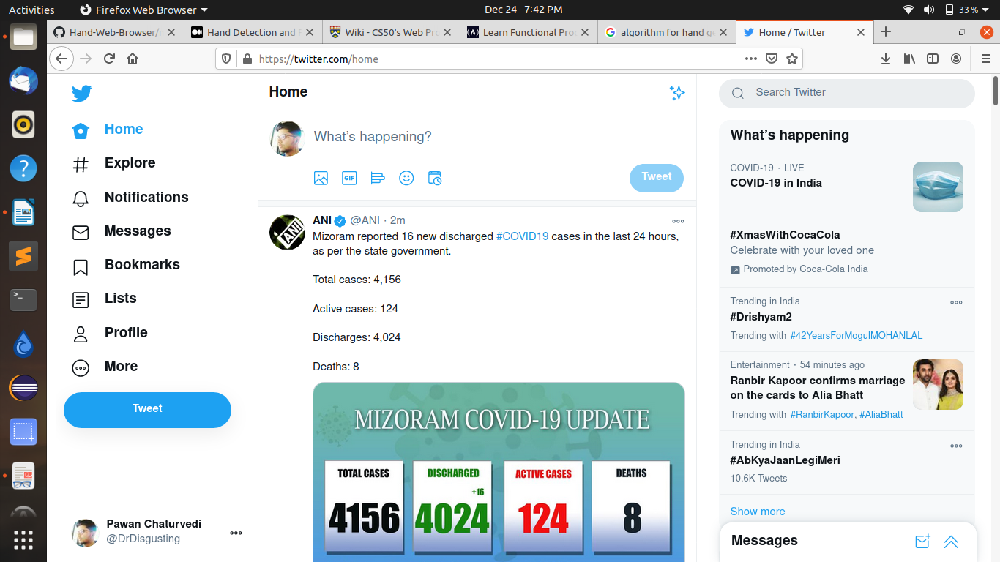 Activities
Firefox Web Browser
Dec 24 7:42 PM
33 %
Hand-Web-Browser/
Hand Detection and
Wiki - CS50's Web Pro
Learn Functional Pro
algorithm for hand ge
Home / Twitter
https://twitter.com/home
Home
Explore
Notifications
Messages
Bookmarks
Lists
Profile
More
Tweet
Pawan Chaturvedi
@DrDisgusting
Home
What's happening?
GIF
Tweet
ANI @ANI · 2m
Mizoram reported 16 new discharged #COVID19 cases in the last 24 hours,
as per the state government.
Total cases: 4,156
Active cases: 124
Discharges: 4,024
Deaths: 8
ANI
MIZORAM COVID-19 UPDATE
TOTAL CASES
4156
DISCHARGED
+16
4024
ACTIVE CASES
124
DEATHS
8
Search Twitter
What's happening
COVID-19 · LIVE
COVID-19 in India
#XmasWithCocaCola
Celebrate with your loved one
Promoted by Coca-Cola India
Trending in India
#Drishyam2
Trending with #42YearsForMogulMOHANLAL
Entertainment · 54 minutes ago
Ranbir Kapoor confirms marriage
on the cards to Alia Bhatt
Trending with #RanbirKapoor, #AliaBhatt
Trending in India
#AbKyaJaanLegiMeri
10.6K Tweets
Show more
Messages